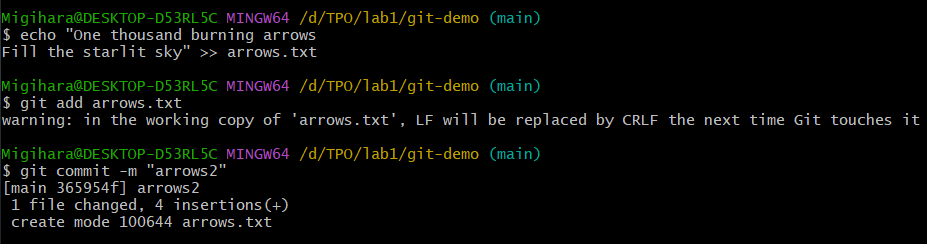 Migihara@DESKTOP-D53RL5C MINGW64 /d/TPO/lab1/git-demo (main)
$ echo "One thousand burning arrows
Fill the starlit sky" >> arrows.txt
Migihara@DESKTOP-D53RL5C MINGW64 /d/TPO/lab1/git-demo (main)
$ git add arrows.txt
warning: in the working copy of 'arrows.txt', LF will be replaced by CRLF the next time Git touches it
Migihara@DESKTOP-D53RL5C MINGW64 /d/TPO/lab1/git-demo (main)
$ git commit -m "arrows2"
[main 365954f] arrows2
 1 file changed, 4 insertions(+)
 create mode 100644 arrows.txt